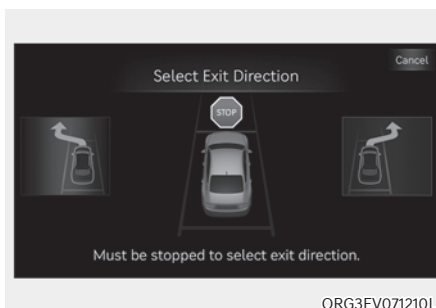 Cancel
Select Exit Direction
STOP
Must be stopped to select exit direction.
ORG3EV071210L